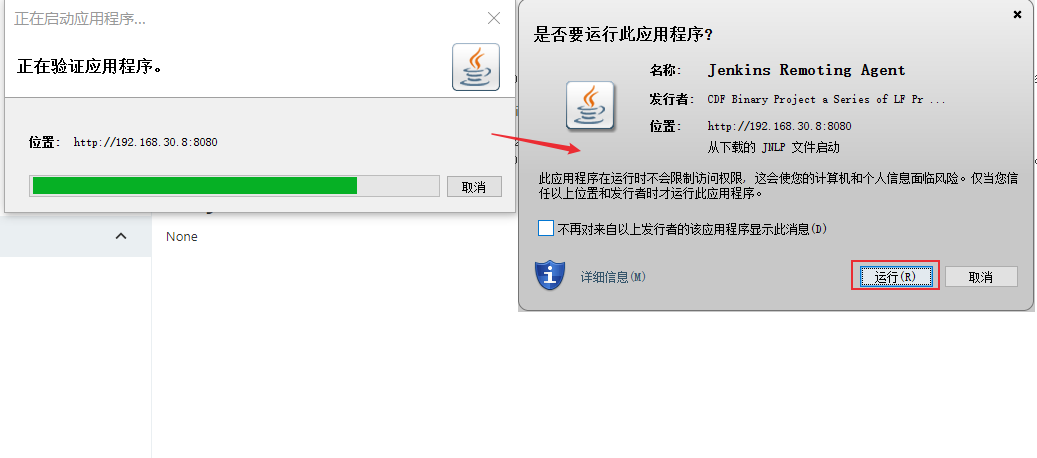 正在启动应用程序...
正在验证应用程序。
位置: http://192.168.30.8:8080
取消
None
是否要运行此应用程序?
名称: Jenkins Remoting Agent
发行者: CDF Binary Project a Series of LF Pr ...
位置: http://192.168.30.8:8080
从下载的 JNLP 文件启动
此应用程序在运行时不会限制访问权限, 这会使您的计算机和个人信息面临风险。仅当您信
任以上位置和发行者时才运行此应用程序。
不再对来自以上发行者的该应用程序显示此消息(D)
详细信息(M)
运行(R)
取消